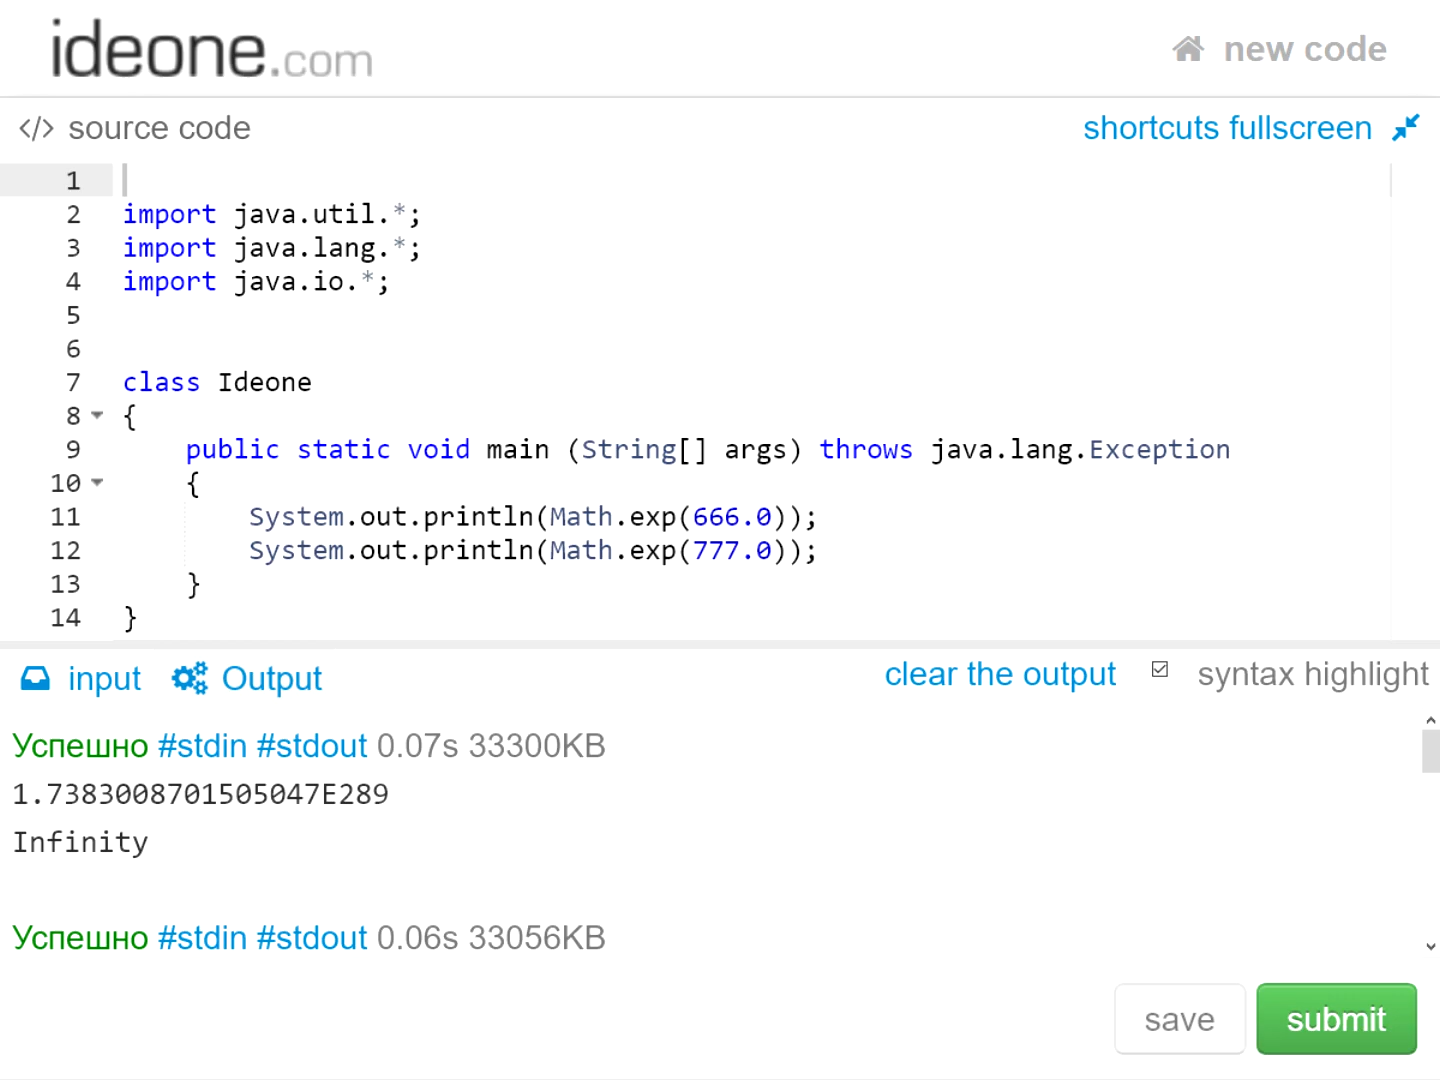 ideone.com
new code
</> source code
shortcuts fullscreen
1
2 import java.util.*;
3 import java.lang.*;
4 import java.io.*;
5
6
7 class Ideone
8 {
9 public static void main (String[] args) throws java.lang.Exception
10 {
11 System.out.println(Math.exp(666.0));
12 System.out.println(Math.exp(777.0));
13 }
14 }
input Output
clear the output syntax highlight
Успешно #stdin #stdout 0.07s 33300KB
1.7383008701505047E289
Infinity
Успешно #stdin #stdout 0.06s 33056KB
save submit